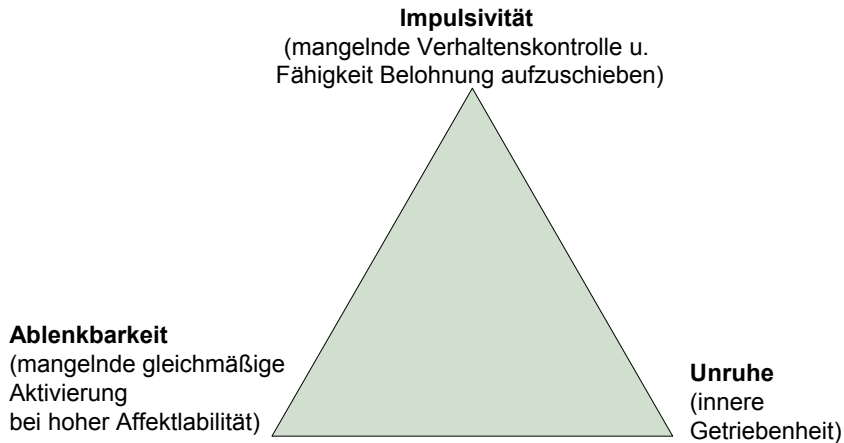 Impulsivität
(mangelnde Verhaltenskontrolle u.
Fähigkeit Belohnung aufzuschieben)
Ablenkbarkeit
(mangelnde gleichmäßige
Aktivierung
bei hoher Affektlabilität)
Unruhe
(innere
Getriebenheit)